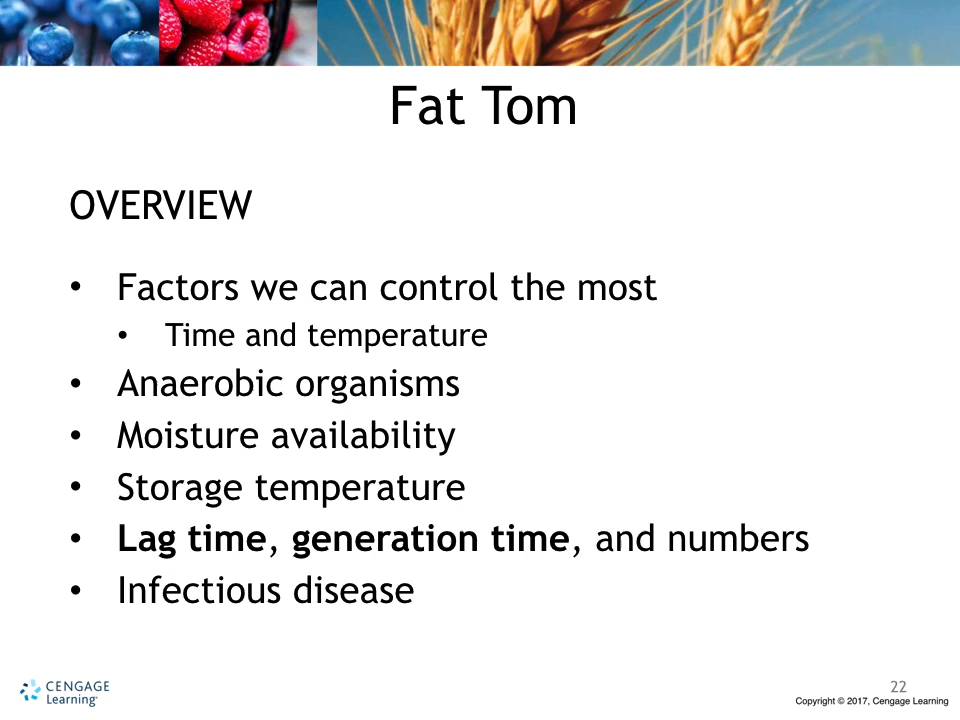 Fat Tom
OVERVIEW
• Factors we can control the most
• Time and temperature
• Anaerobic organisms
• Moisture availability
• Storage temperature
• Lag time, generation time, and numbers
• Infectious disease
CENGAGE
Learning
22
Copyright © 2017, Cengage Learning